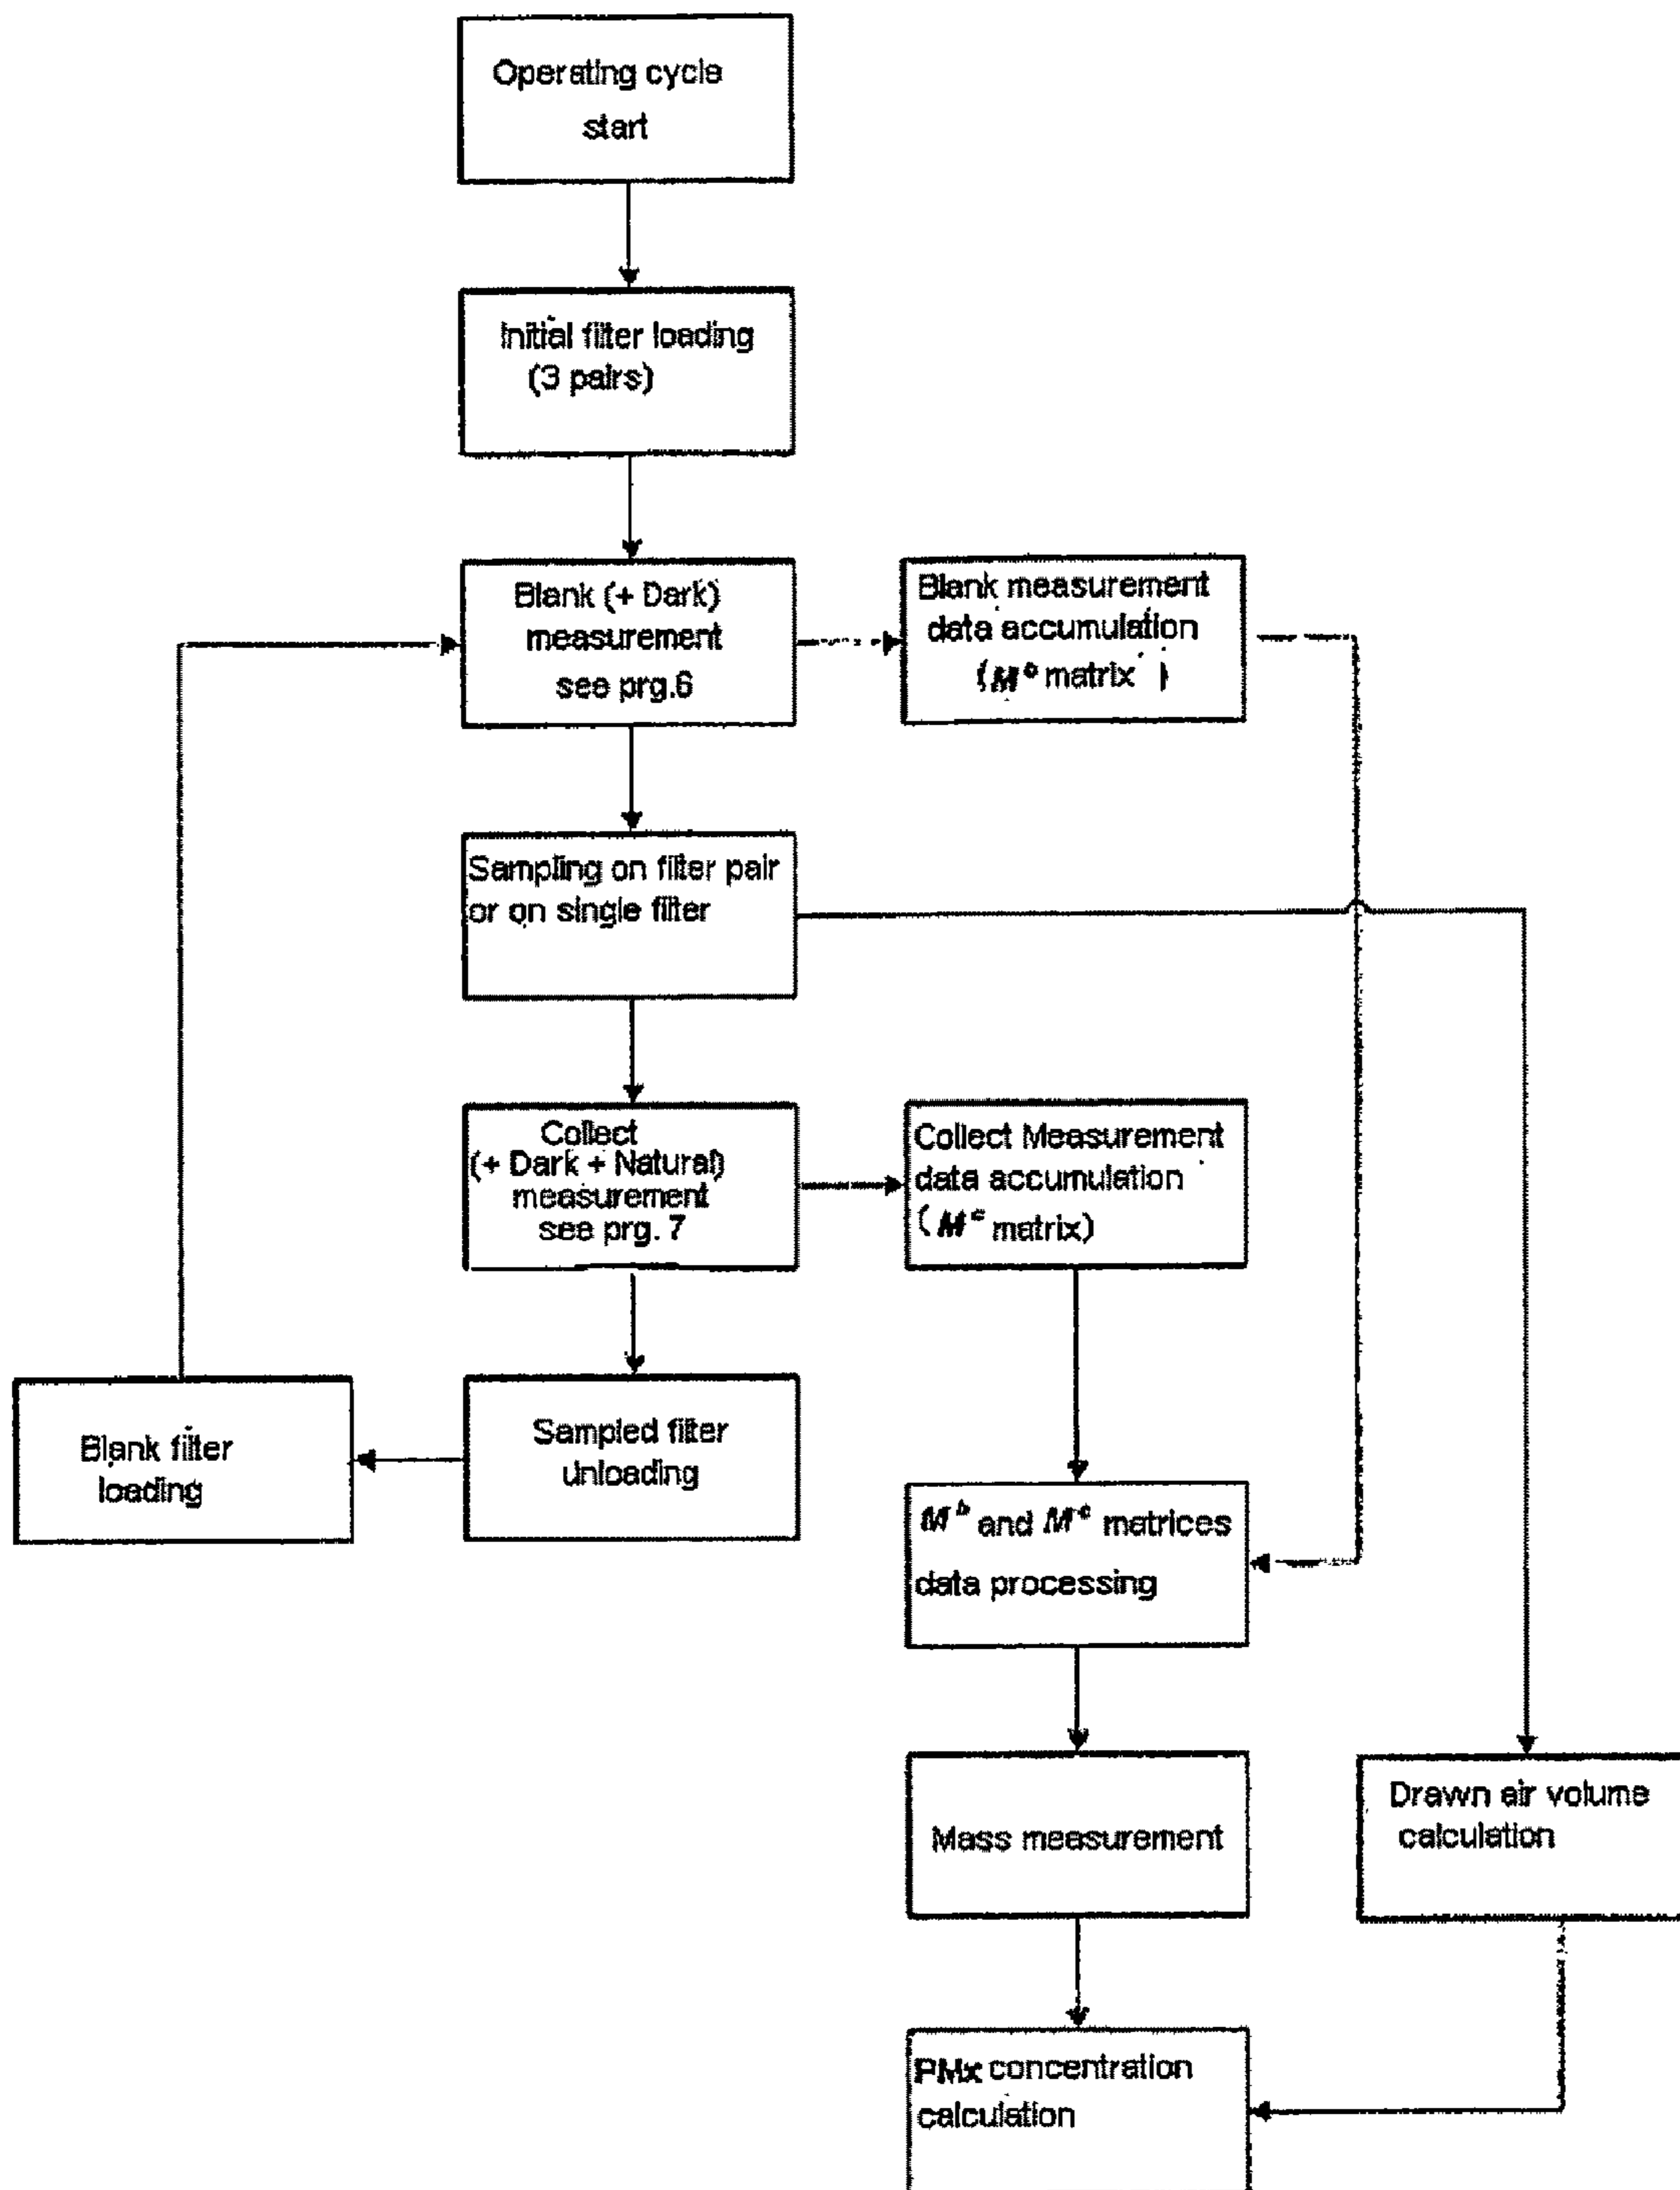 Operating cycle
start
Initial filter loading
(3 pairs)
Blank (+ Dark)
measurement
see prg.6
Blank measurement
data accumulation
(M matrix )
Sampling on filter pair
or on single filter
Collect
(+ Dark + Natural)
measurement
see prg. 7
Collect Measurement
data accumulation
(M c matrix)
Blank filter
loading
Sampled filter
unloading
M b and M c matrices
data processing
Mass measurement
Drawn air volume
calculation
PMx concentration
calculation